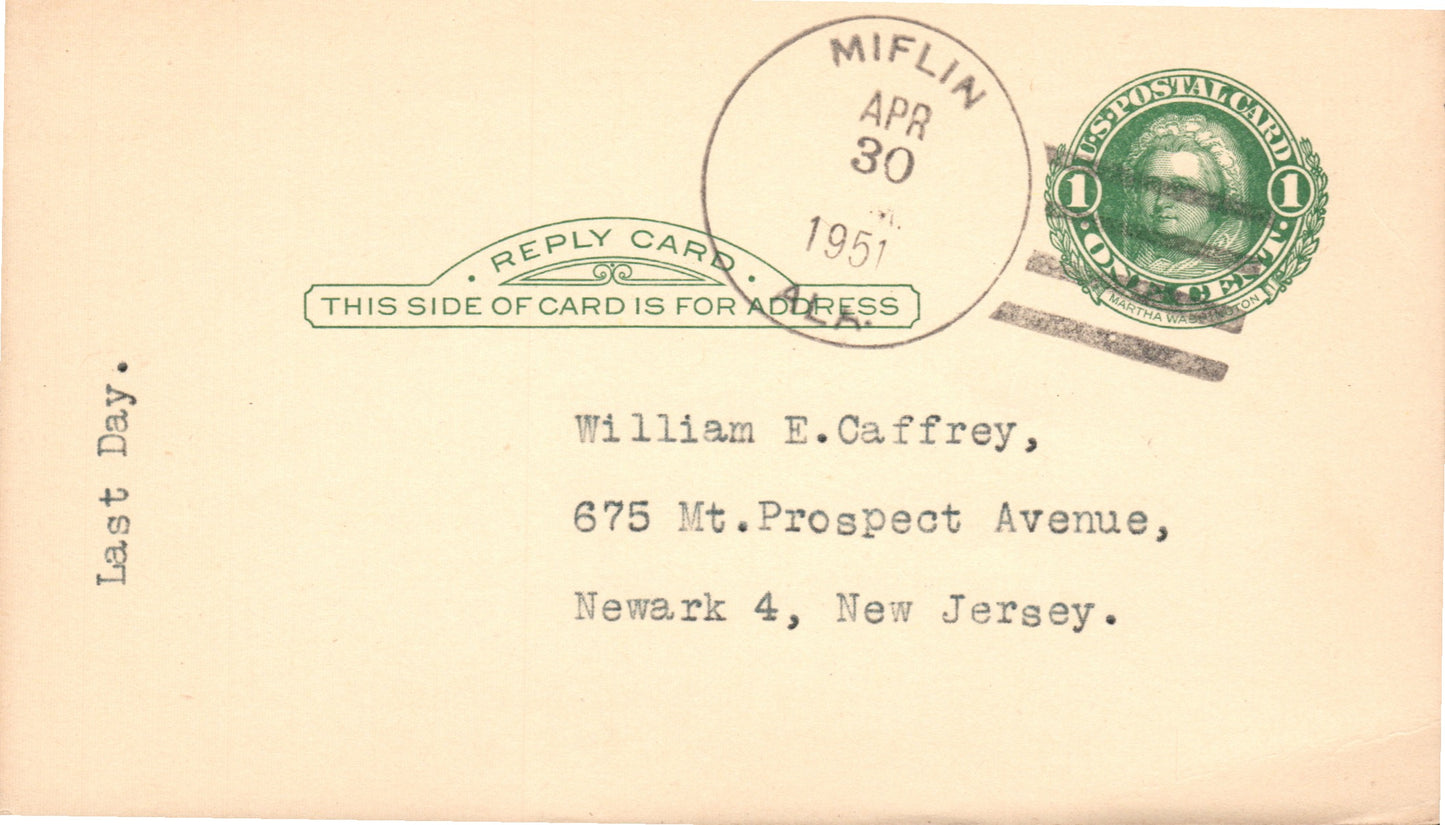 MIFLIN
APR
30
1951
ALA.
U.S. POSTAL CARD
1 1
ONE CENT
MARTHA WASHINGTON
REPLY CARD
THIS SIDE OF CARD IS FOR ADDRESS
Last Day.
William E.Caffrey,
675 Mt.Prospect Avenue,
Newark 4, New Jersey.